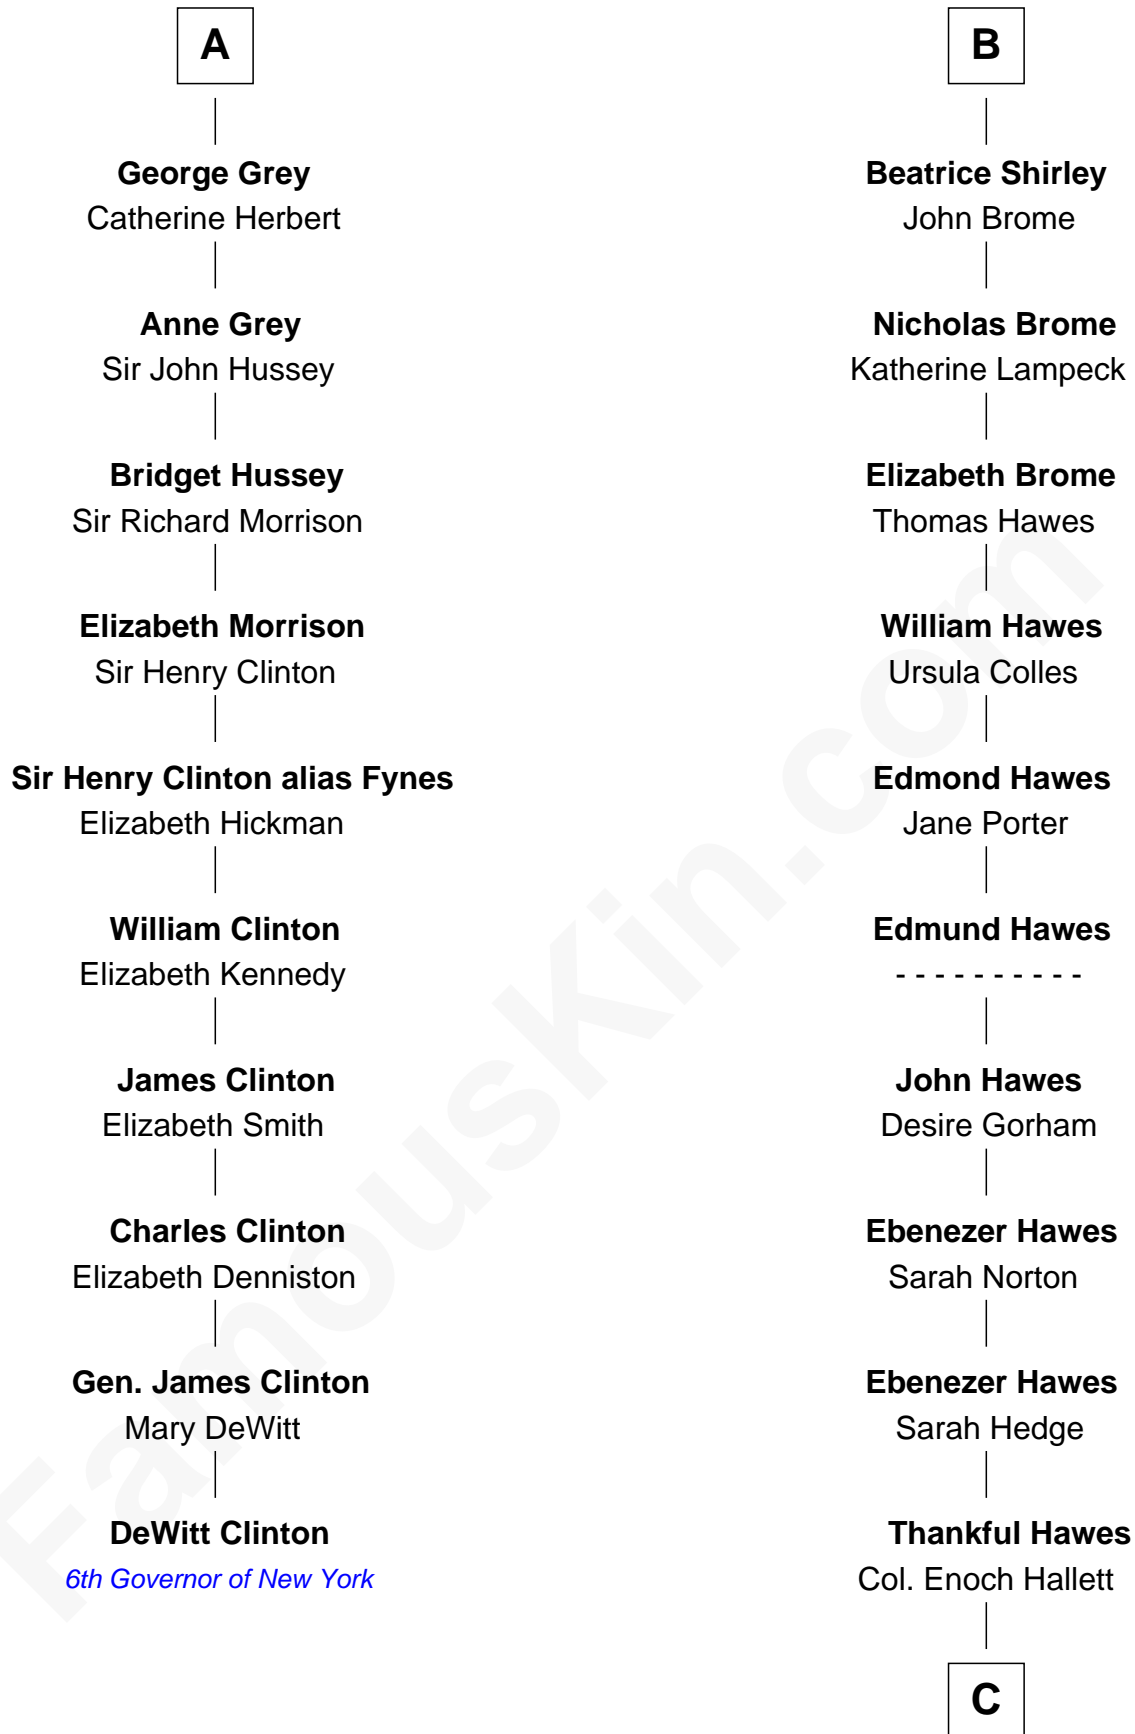 A
George Grey
Catherine Herbert
Anne Grey
Sir John Hussey
Bridget Hussey
Sir Richard Morrison
Elizabeth Morrison
Sir Henry Clinton
Sir Henry Clinton alias Fynes
Elizabeth Hickman
William Clinton
Elizabeth Kennedy
James Clinton
Elizabeth Smith
Charles Clinton
Elizabeth Denniston
Gen. James Clinton
Mary DeWitt
DeWitt Clinton
6th Governor of New York
B
Beatrice Shirley
John Brome
Nicholas Brome
Katherine Lampeck
Elizabeth Brome
Thomas Hawes
William Hawes
Ursula Colles
Edmond Hawes
Jane Porter
Edmund Hawes
- - - - - - - - - -
John Hawes
Desire Gorham
Ebenezer Hawes
Sarah Norton
Ebenezer Hawes
Sarah Hedge
Thankful Hawes
Col. Enoch Hallett
C
FamousKin.com